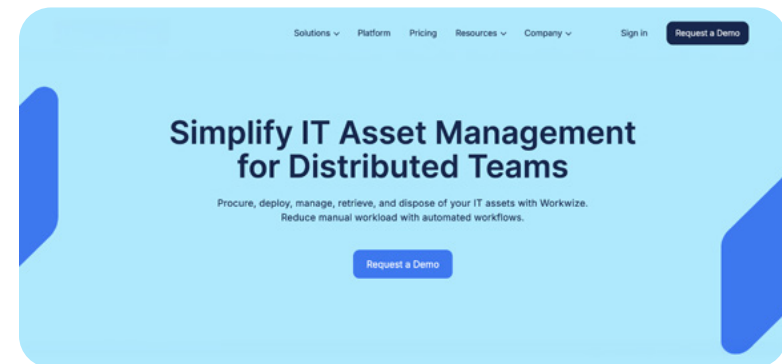 Solutions Platform Pricing Resources Company Sign in Request a Demo
Simplify IT Asset Management
for Distributed Teams
Procure, deploy, manage, retrieve, and dispose of your IT assets with Workwize.
Reduce manual workload with automated workflows.
Request a Demo